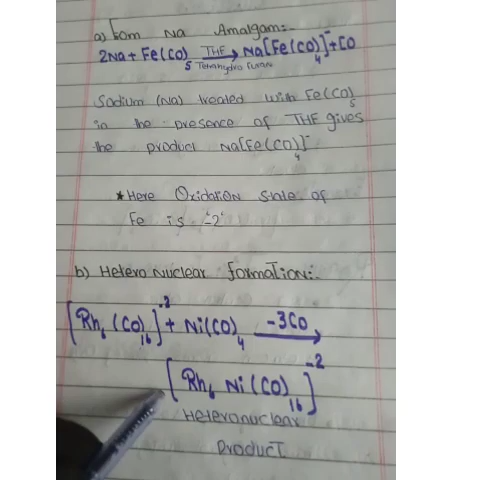 a) from Na Amalgam:-
2Na + Fe(CO)5 THF→ Na[Fe(CO)4]⁻ + CO
Tetrahydro Furan
Sodium (Na) treated with Fe(CO)5
in the presence of THF gives
the product Na[Fe(CO)4]⁻
* Here Oxidation State of
Fe is '-2'
b) Hetero Nuclear formation:-
[Rh6(CO)16]-2 + Ni(CO)4 -3CO→
[Rh6 Ni(CO)16]-2
Heteronuclear
Product